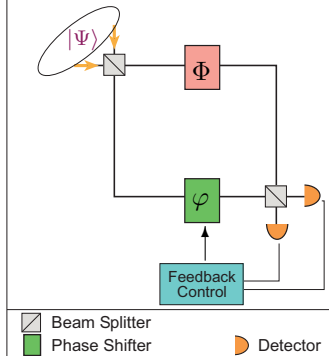 |Ψ⟩
Φ
φ
Feedback
Control
Beam Splitter
Phase Shifter
Detector